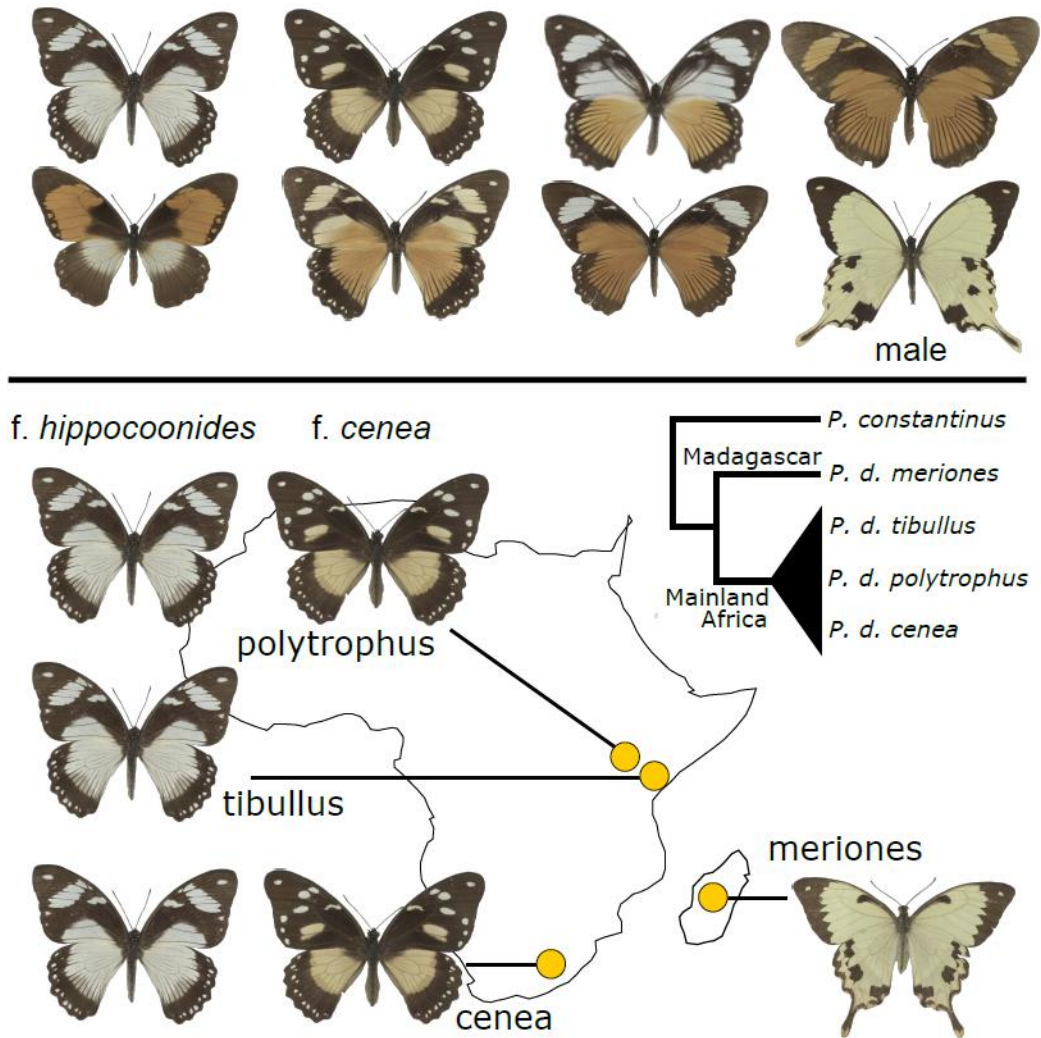 male
f. hippocoonides
f. cenea
P. constantinus
Madagascar
P. d. meriones
P. d. tibullus
P. d. polytrophus
Mainland
Africa
P. d. cenea
polytrophus
tibullus
meriones
cenea